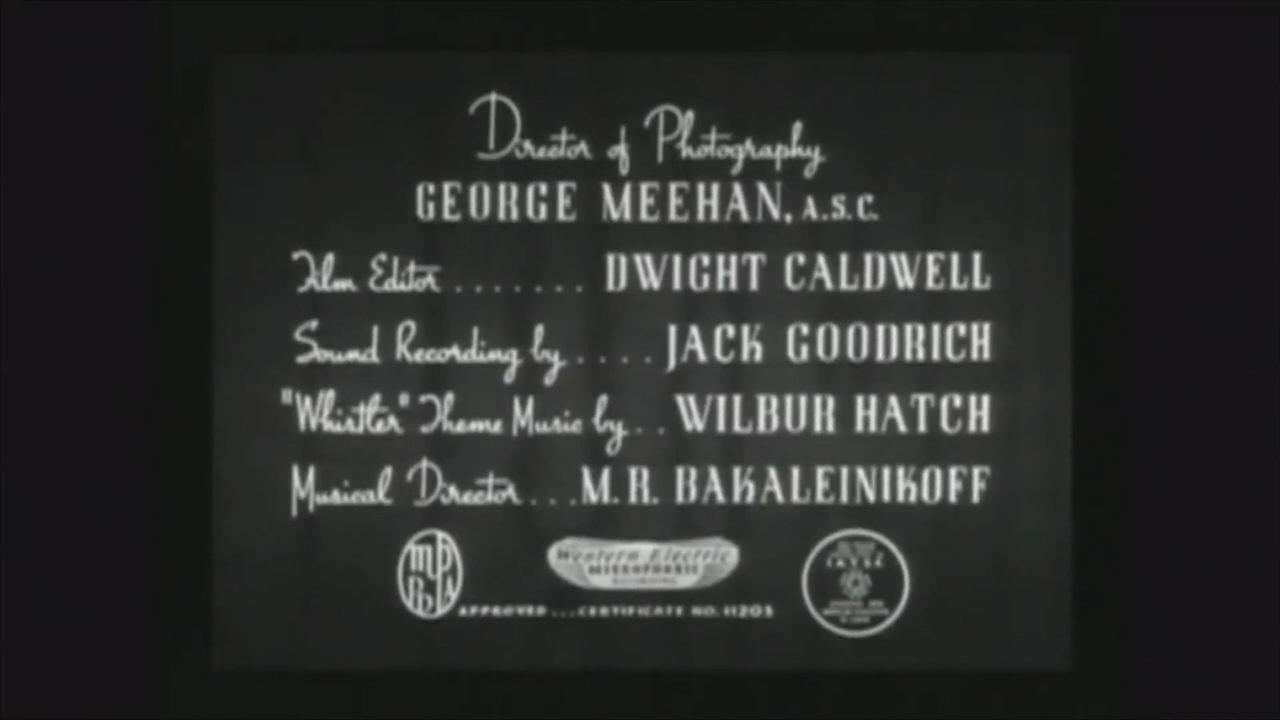 Director of Photography
GEORGE MEEHAN, A.S.C.
Film Editor ....... DWIGHT CALDWELL
Sound Recording by .... JACK GOODRICH
"Whistler" Theme Music by .. WILBUR HATCH
Musical Director ... M. R. BAKALEINIKOFF
Western Electric
RECORDING
APPROVED ... CERTIFICATE NO. 11203
I.A.T.S.E.